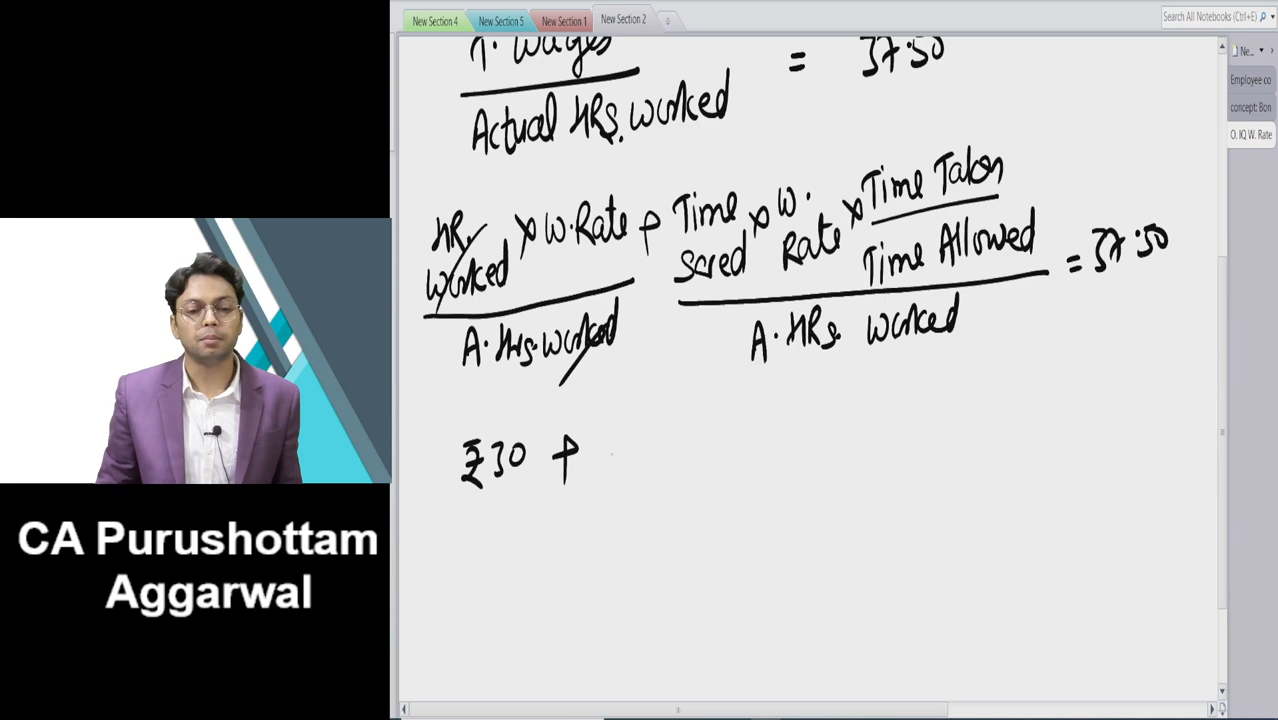 New Section 4 New Section 5 New Section 1 New Section 2
Search All Notebooks (Ctrl+E)
Ne...
Employee co
concept: Bon
O. IQ W. Rate
T. Wages
Actual HRs. worked
= 37.50
HRs. worked × W. Rate + Time saved × W. Rate × Time Taken
Time Allowed
= 37.50
A. Hrs. worked
A. HRs. worked
₹30 +
CA Purushottam
Aggarwal